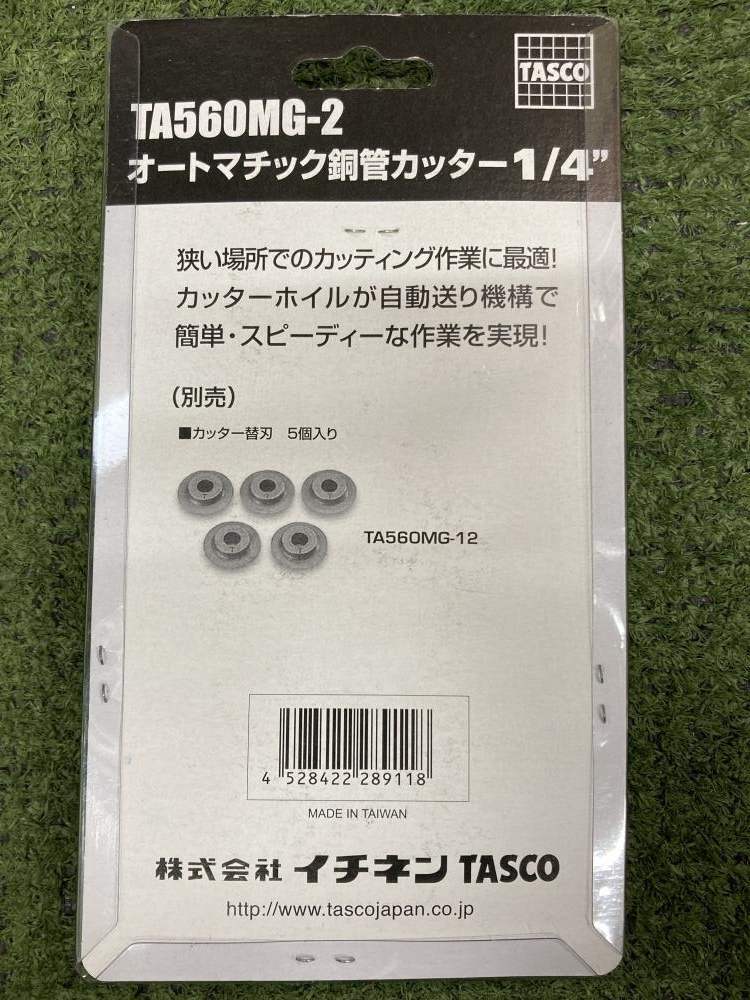 TASCO
TA560MG-2
オートマチック銅管カッター1/4”
狭い場所でのカッティング作業に最適!
カッターホイルが自動送り機構で
簡単・スピーディーな作業を実現!
(別売)
■カッター替刃 5個入り
TA560MG-12
4 528422 289118
MADE IN TAIWAN
株式会社 イチネン TASCO
http://www.tascojapan.co.jp